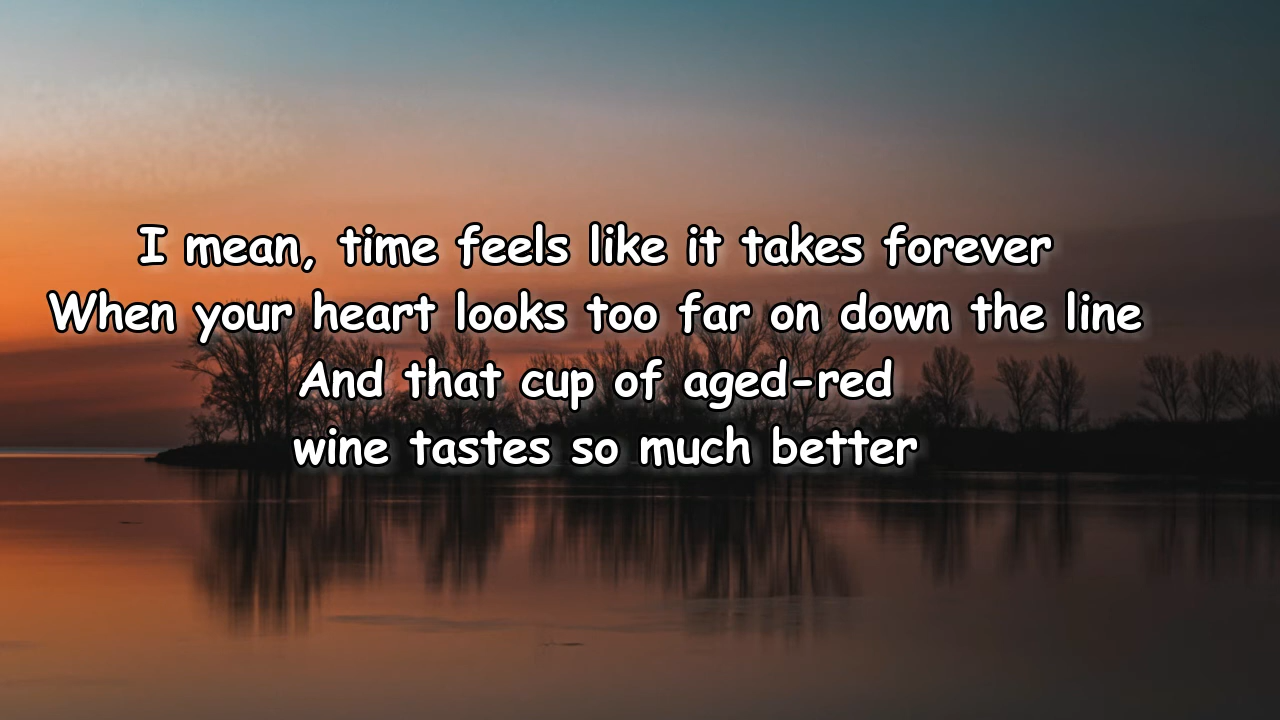 I mean, time feels like it takes forever
When your heart looks too far on down the line
And that cup of aged-red
wine tastes so much better